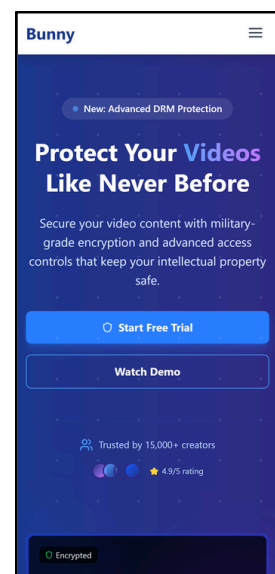 Bunny
New: Advanced DRM Protection
Protect Your Videos
Like Never Before
Secure your video content with military-
grade encryption and advanced access
controls that keep your intellectual property
safe.
Start Free Trial
Watch Demo
Trusted by 15,000+ creators
4.9/5 rating
Encrypted